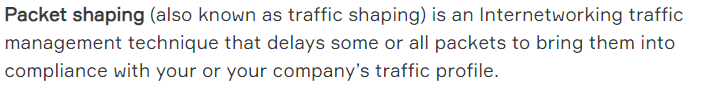 Packet shaping (also known as traffic shaping) is an Internetworking traffic
management technique that delays some or all packets to bring them into
compliance with your or your company’s traffic profile.